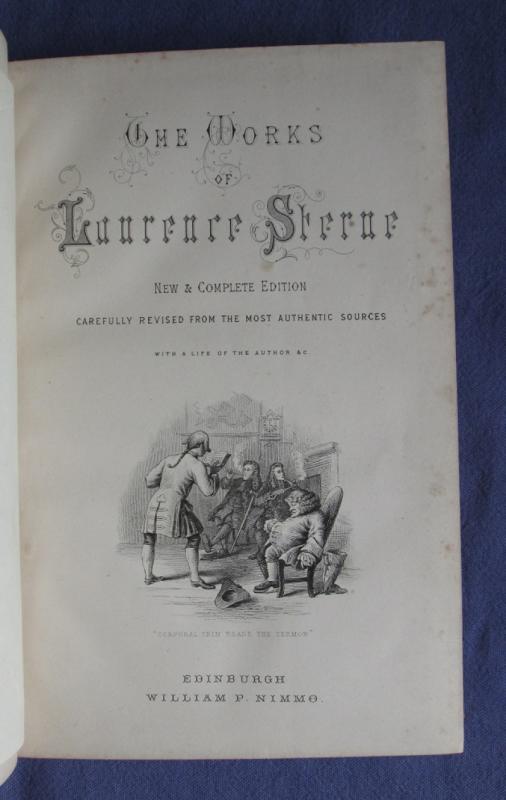 THE WORKS
OF
Laurence Sterne
NEW & COMPLETE EDITION
CAREFULLY REVISED FROM THE MOST AUTHENTIC SOURCES
WITH A LIFE OF THE AUTHOR &C.
"CORPORAL TRIM READS THE SERMON"
EDINBURGH
WILLIAM P. NIMMO.